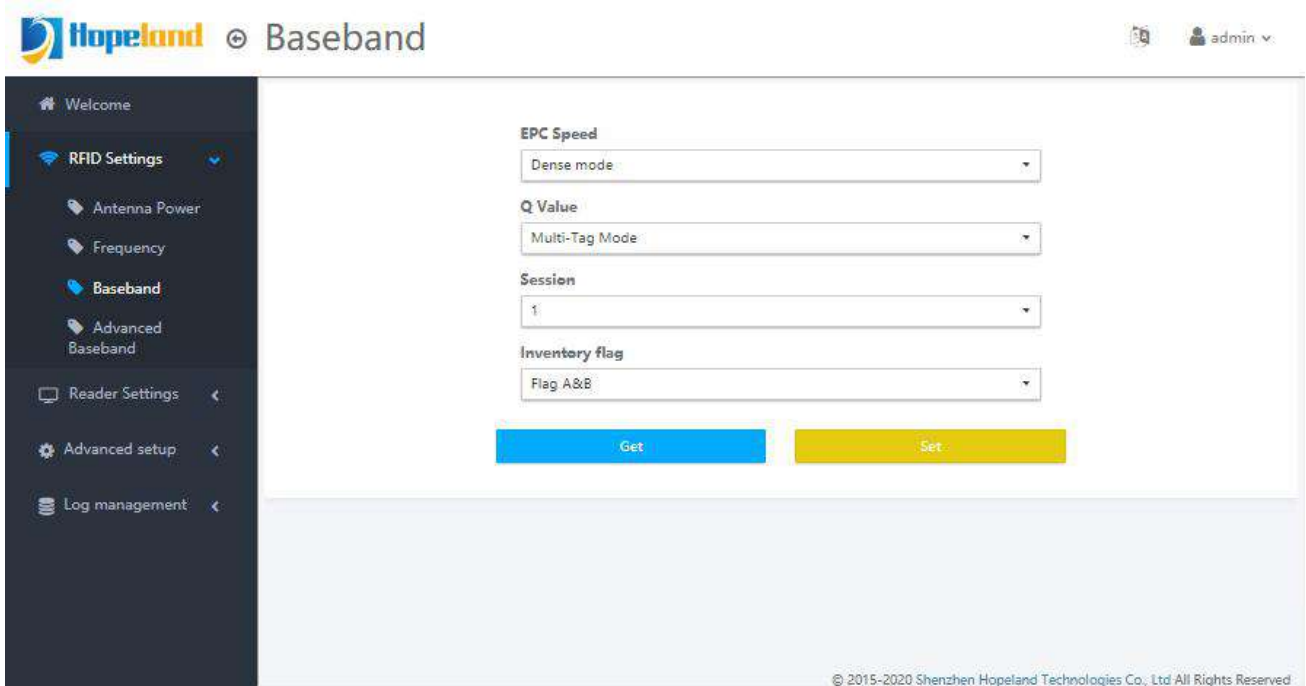 Hopeland Baseband admin
Welcome
RFID Settings
Antenna Power
Frequency
Baseband
Advanced
Baseband
Reader Settings
Advanced setup
Log management
EPC Speed
Dense mode
Q Value
Multi-Tag Mode
Session
1
Inventory flag
Flag A&B
Get Set
© 2015-2020 Shenzhen Hopeland Technologies Co., Ltd All Rights Reserved